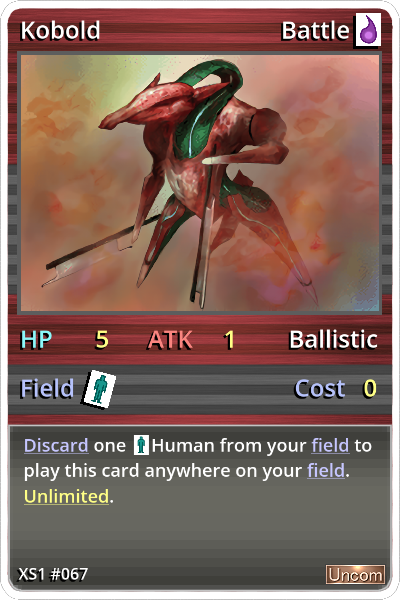 Kobold Battle
HP 5 ATK 1 Ballistic
Field Cost 0
Discard one Human from your field to
play this card anywhere on your field.
Unlimited.
XS1 #067 Uncom